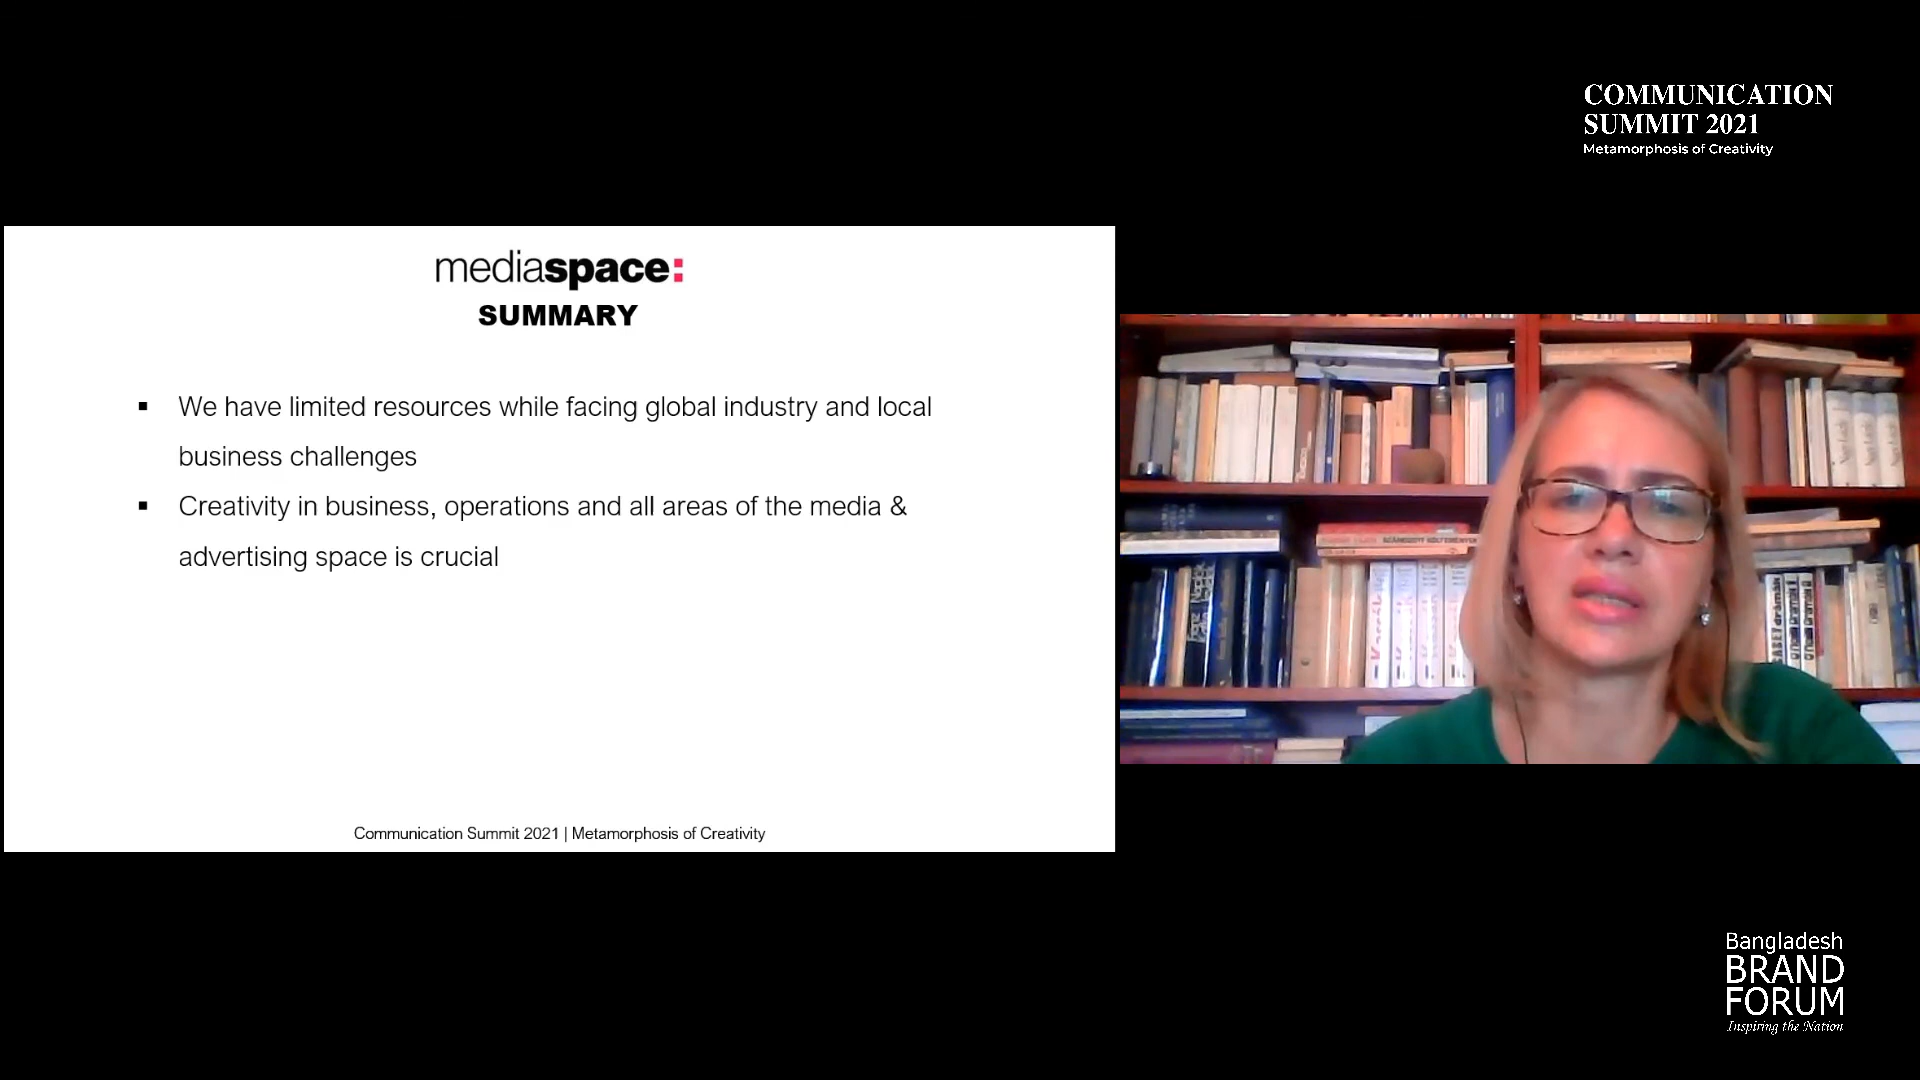 COMMUNICATION
SUMMIT 2021
Metamorphosis of Creativity
mediaspace:
SUMMARY
▪ We have limited resources while facing global industry and local
business challenges
▪ Creativity in business, operations and all areas of the media &
advertising space is crucial
Communication Summit 2021 | Metamorphosis of Creativity
Kassák
Bangladesh
BRAND
FORUM
Inspiring the Nation